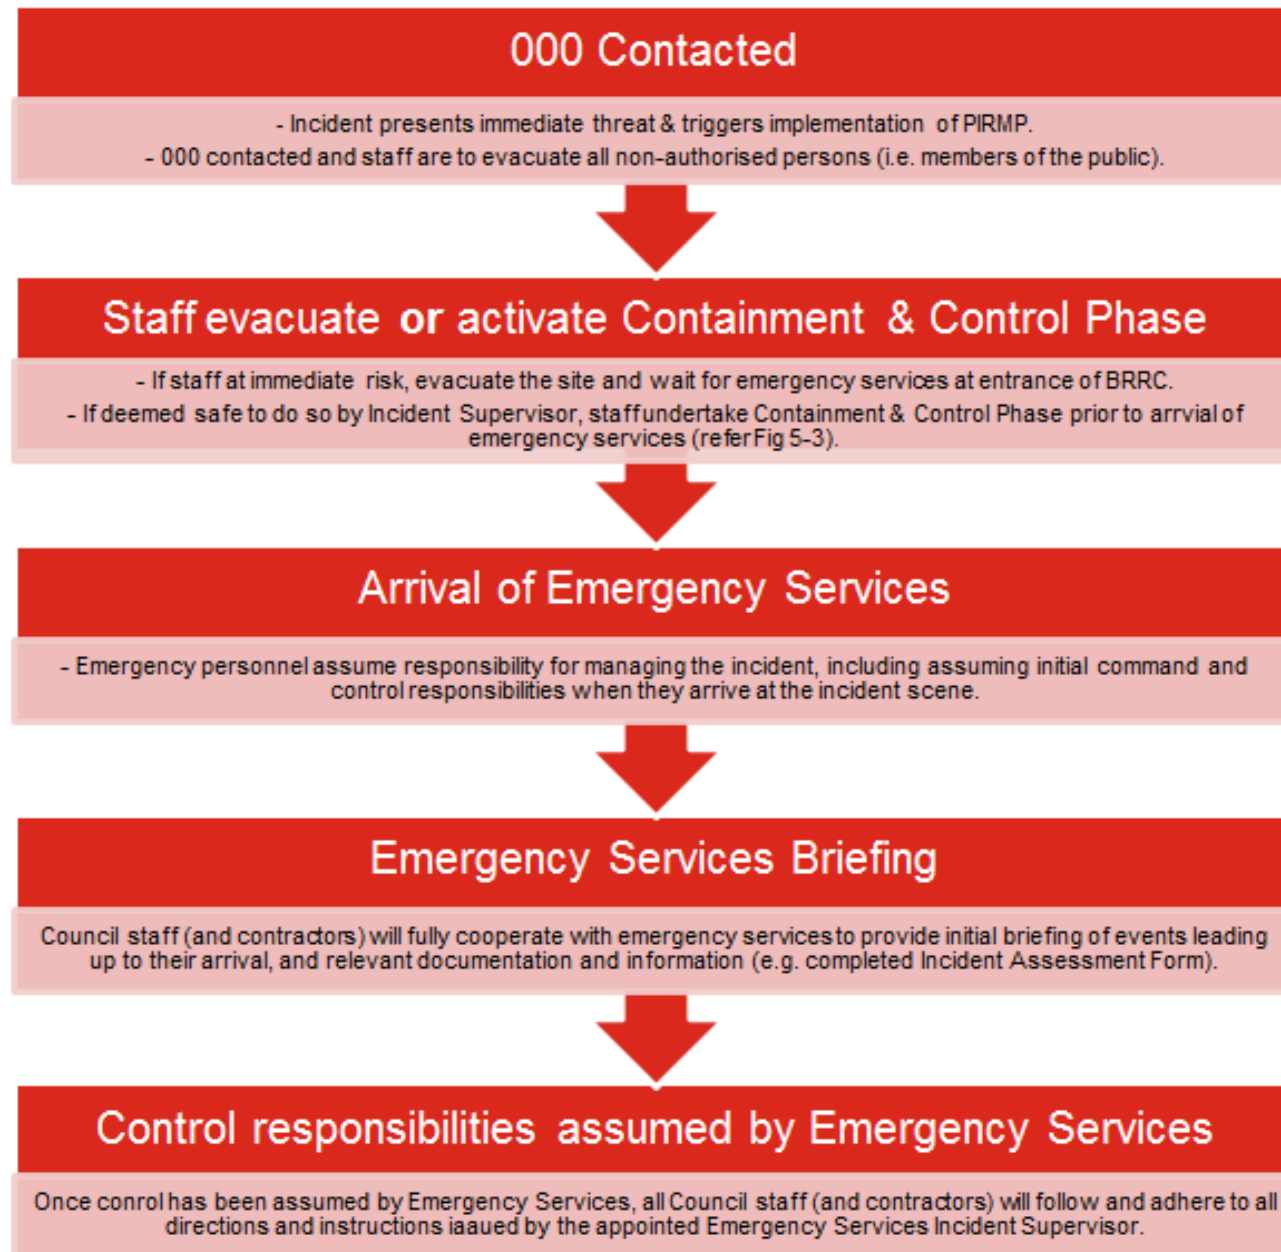 000 Contacted
- Incident presents immediate threat & triggers implementation of PIRMP.
- 000 contacted and staff are to evacuate all non-authorised persons (i.e. members of the public).
Staff evacuate or activate Containment & Control Phase
- If staff at immediate risk, evacuate the site and wait for emergency services at entrance of BRRC.
- If deemed safe to do so by Incident Supervisor, staff undertake Containment & Control Phase prior to arrvial of
emergency services (refer Fig 5-3).
Arrival of Emergency Services
- Emergency personnel assume responsibility for managing the incident, including assuming initial command and
control responsibilities when they arrive at the incident scene.
Emergency Services Briefing
Council staff (and contractors) will fully cooperate with emergency services to provide initial briefing of events leading
up to their arrival, and relevant documentation and information (e.g. completed Incident Assessment Form).
Control responsibilities assumed by Emergency Services
Once conrol has been assumed by Emergency Services, all Council staff (and contractors) will follow and adhere to all
directions and instructions iaaued by the appointed Emergency Services Incident Supervisor.